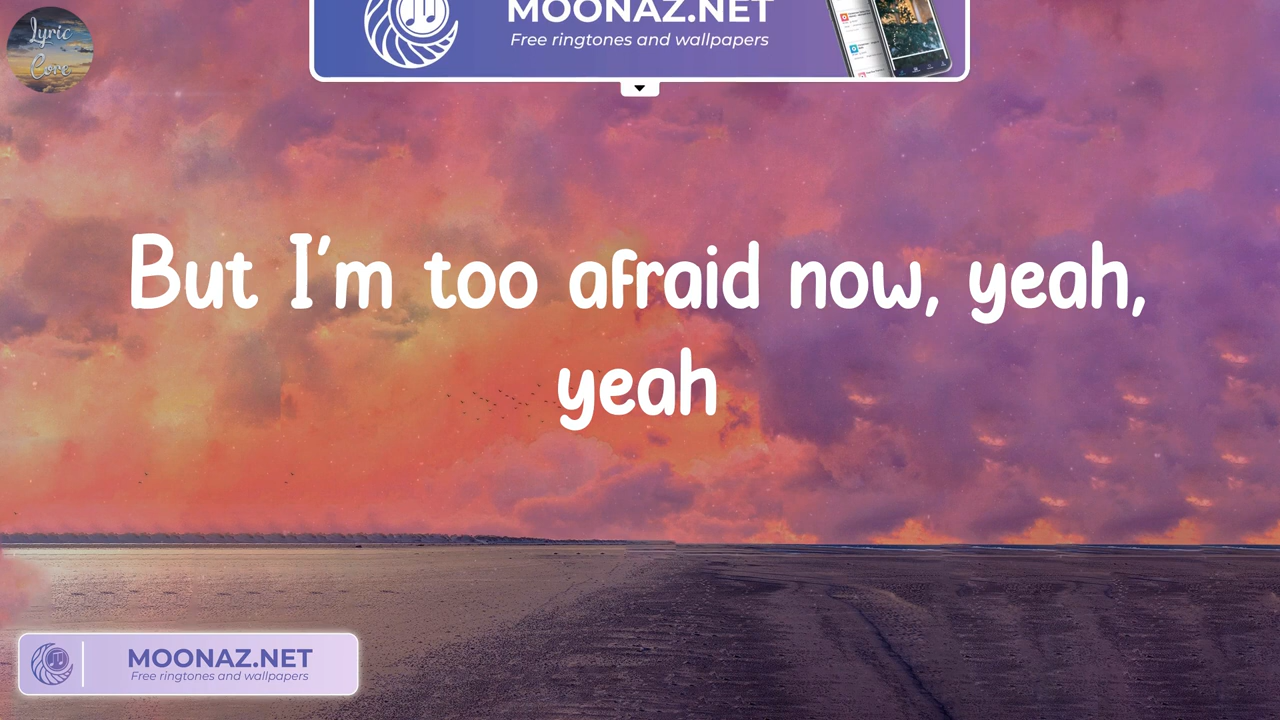 Lyric
Core
MOONAZ.NET
Free ringtones and wallpapers
But I'm too afraid now, yeah,
yeah
MOONAZ.NET
Free ringtones and wallpapers